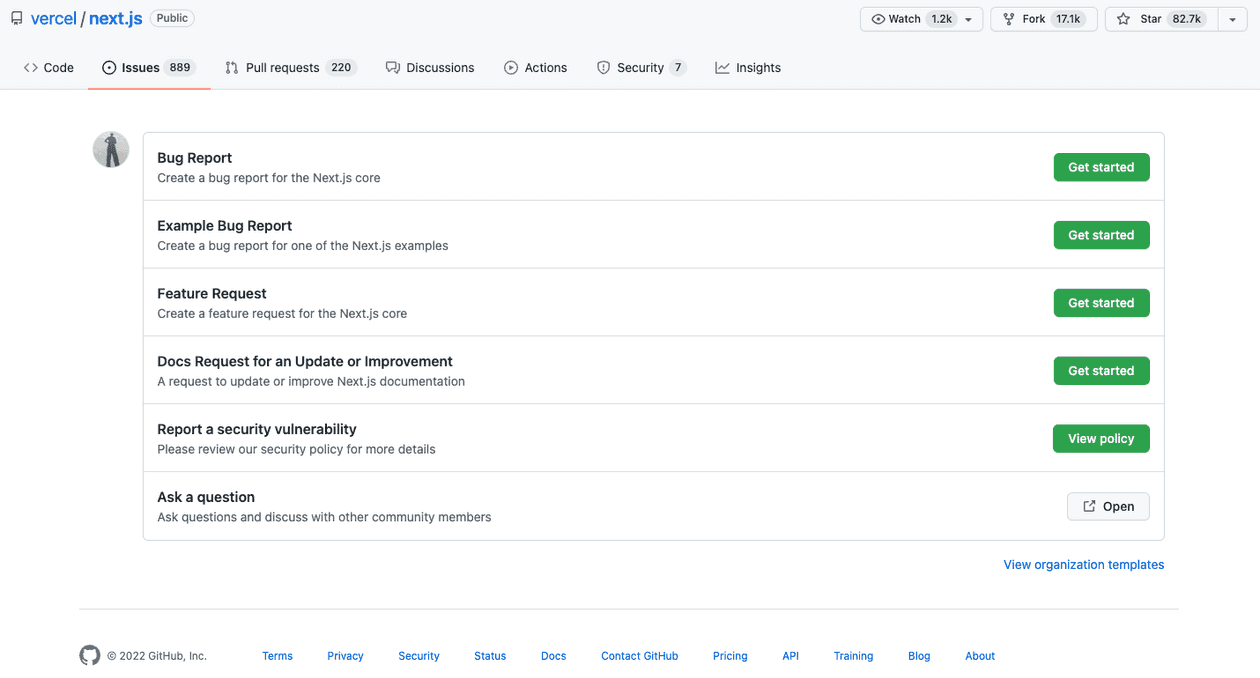 vercel / next.js Public
Watch 1.2k Fork 17.1k Star 82.7k
Code Issues 889 Pull requests 220 Discussions Actions Security 7 Insights
Bug Report
Create a bug report for the Next.js core
Get started
Example Bug Report
Create a bug report for one of the Next.js examples
Get started
Feature Request
Create a feature request for the Next.js core
Get started
Docs Request for an Update or Improvement
A request to update or improve Next.js documentation
Get started
Report a security vulnerability
Please review our security policy for more details
View policy
Ask a question
Ask questions and discuss with other community members
Open
View organization templates
© 2022 GitHub, Inc. Terms Privacy Security Status Docs Contact GitHub Pricing API Training Blog About